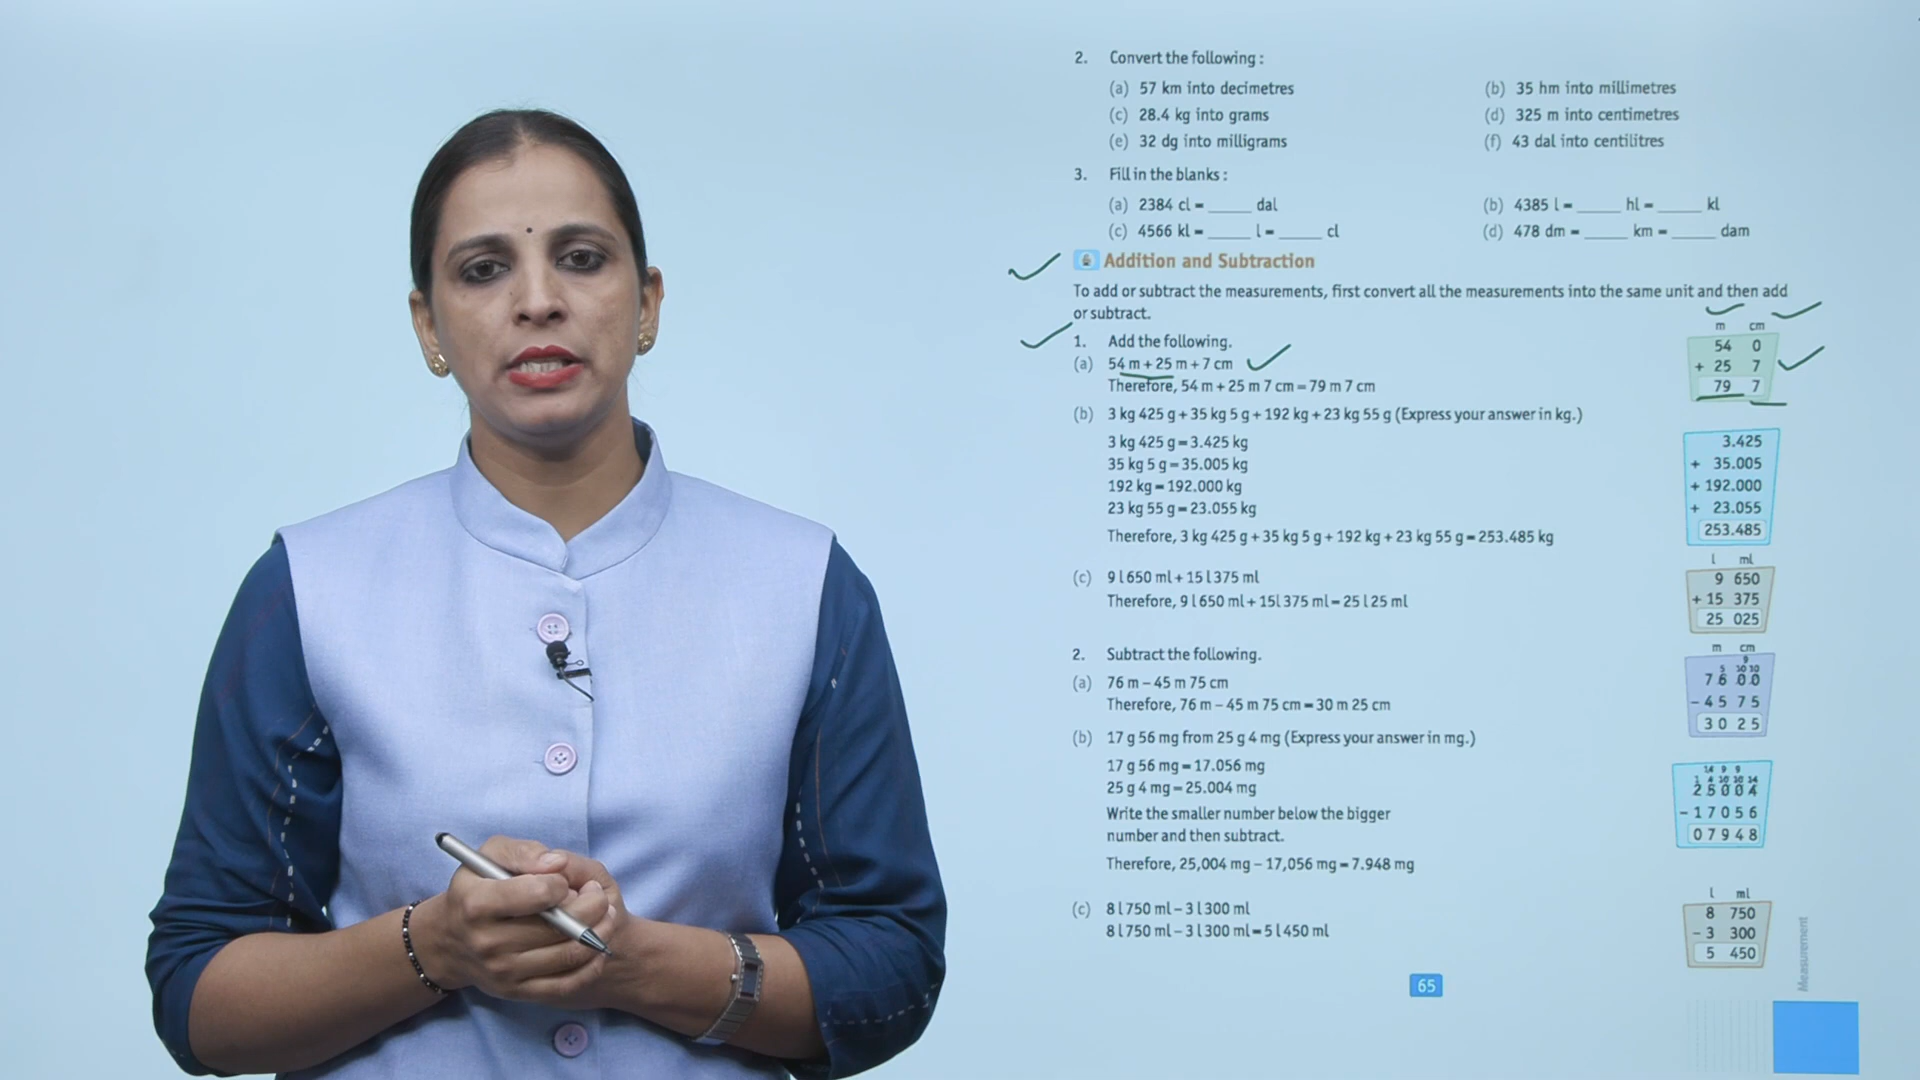 2. Convert the following :
(a) 57 km into decimetres (b) 35 hm into millimetres
(c) 28.4 kg into grams (d) 325 m into centimetres
(e) 32 dg into milligrams (f) 43 dal into centilitres
3. Fill in the blanks :
(a) 2384 cl = _____ dal (b) 4385 l = _____ hl = _____ kl
(c) 4566 kl = _____ l = _____ cl (d) 478 dm = _____ km = _____ dam
Addition and Subtraction
To add or subtract the measurements, first convert all the measurements into the same unit and then add
or subtract.
1. Add the following.
(a) 54 m + 25 m + 7 cm
Therefore, 54 m + 25 m 7 cm = 79 m 7 cm
m cm
54 0
+ 25 7
79 7
(b) 3 kg 425 g + 35 kg 5 g + 192 kg + 23 kg 55 g (Express your answer in kg.)
3 kg 425 g = 3.425 kg
35 kg 5 g = 35.005 kg
192 kg = 192.000 kg
23 kg 55 g = 23.055 kg
Therefore, 3 kg 425 g + 35 kg 5 g + 192 kg + 23 kg 55 g = 253.485 kg
3.425
+ 35.005
+ 192.000
+ 23.055
253.485
(c) 9 l 650 ml + 15 l 375 ml
Therefore, 9 l 650 ml + 15l 375 ml = 25 l 25 ml
l ml
9 650
+ 15 375
25 025
2. Subtract the following.
(a) 76 m – 45 m 75 cm
Therefore, 76 m – 45 m 75 cm = 30 m 25 cm
m cm
9
5 10 10
7 6 0 0
– 4 5 7 5
3 0 2 5
(b) 17 g 56 mg from 25 g 4 mg (Express your answer in mg.)
17 g 56 mg = 17.056 mg
25 g 4 mg = 25.004 mg
Write the smaller number below the bigger
number and then subtract.
Therefore, 25,004 mg – 17,056 mg = 7.948 mg
14 9 9
1 4 10 10 14
2 5 0 0 4
– 1 7 0 5 6
0 7 9 4 8
(c) 8 l 750 ml – 3 l 300 ml
8 l 750 ml – 3 l 300 ml = 5 l 450 ml
l ml
8 750
– 3 300
5 450
65
Measurement